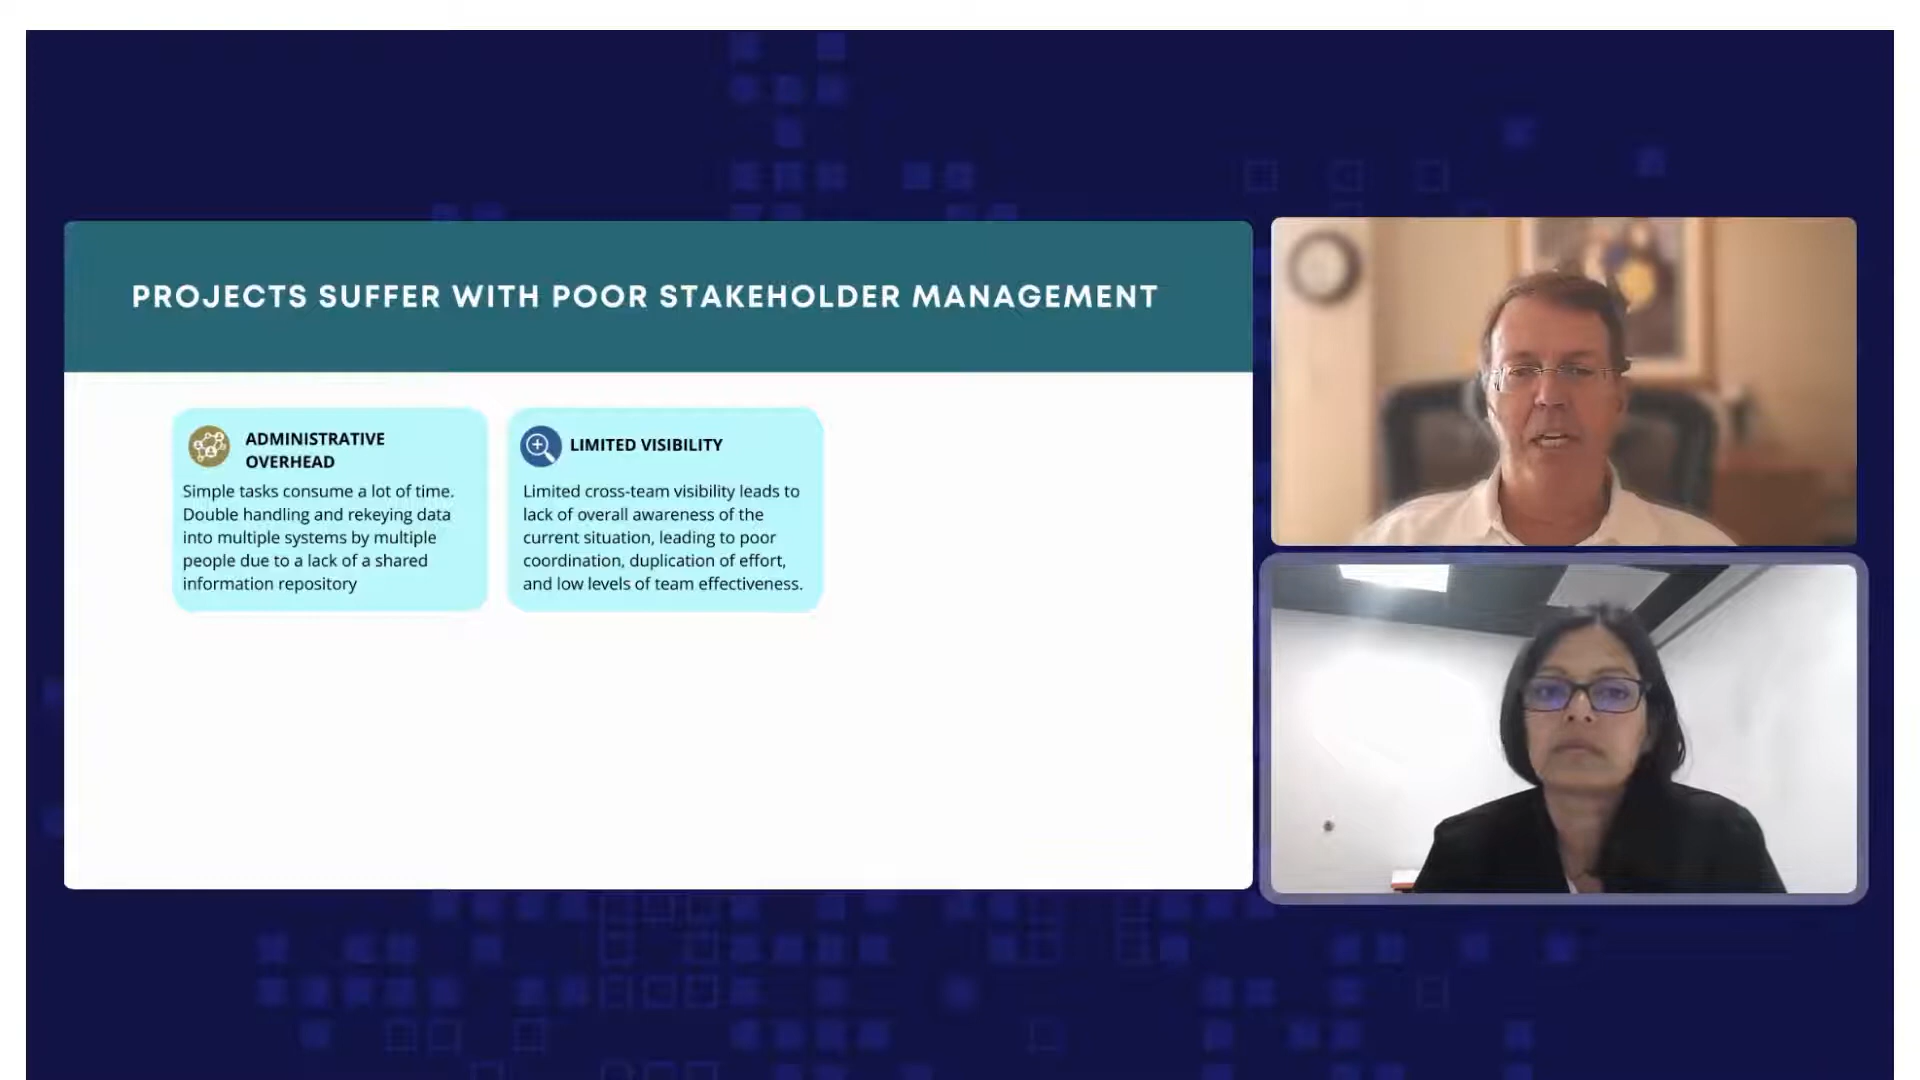 PROJECTS SUFFER WITH POOR STAKEHOLDER MANAGEMENT
ADMINISTRATIVE
OVERHEAD
Simple tasks consume a lot of time.
Double handling and rekeying data
into multiple systems by multiple
people due to a lack of a shared
information repository
LIMITED VISIBILITY
Limited cross-team visibility leads to
lack of overall awareness of the
current situation, leading to poor
coordination, duplication of effort,
and low levels of team effectiveness.